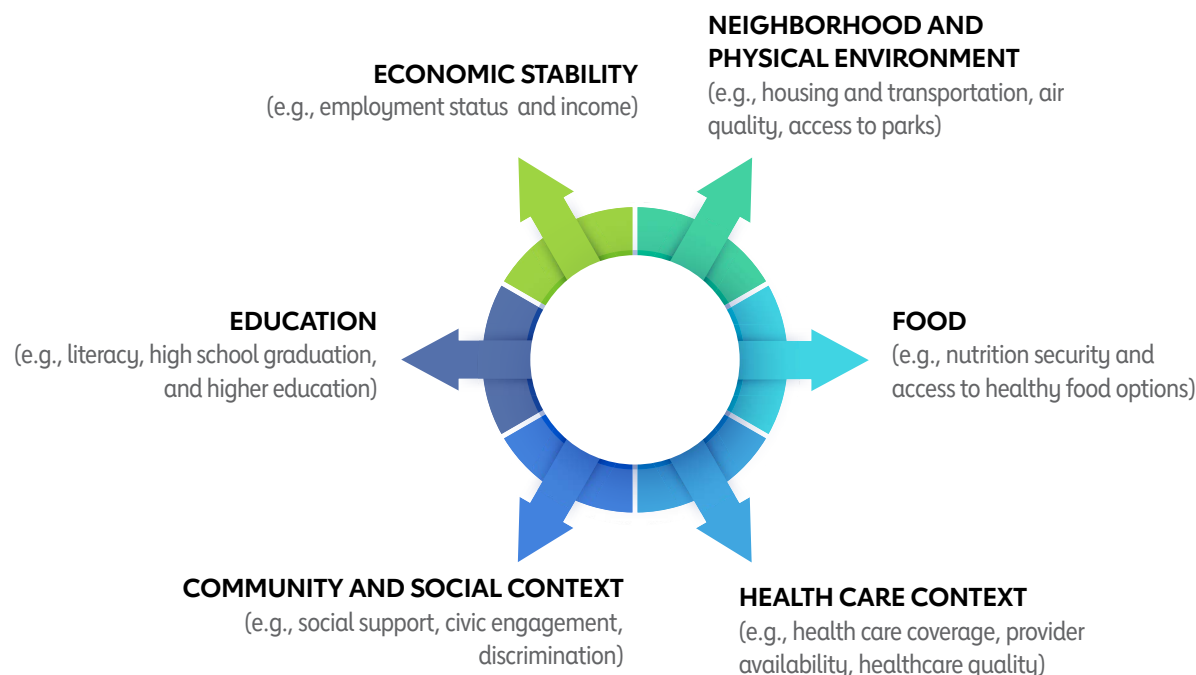 ECONOMIC STABILITY
(e.g., employment status and income)
NEIGHBORHOOD AND
PHYSICAL ENVIRONMENT
(e.g., housing and transportation, air
quality, access to parks)
EDUCATION
(e.g., literacy, high school graduation,
and higher education)
FOOD
(e.g., nutrition security and
access to healthy food options)
COMMUNITY AND SOCIAL CONTEXT
(e.g., social support, civic engagement,
discrimination)
HEALTH CARE CONTEXT
(e.g., health care coverage, provider
availability, healthcare quality)